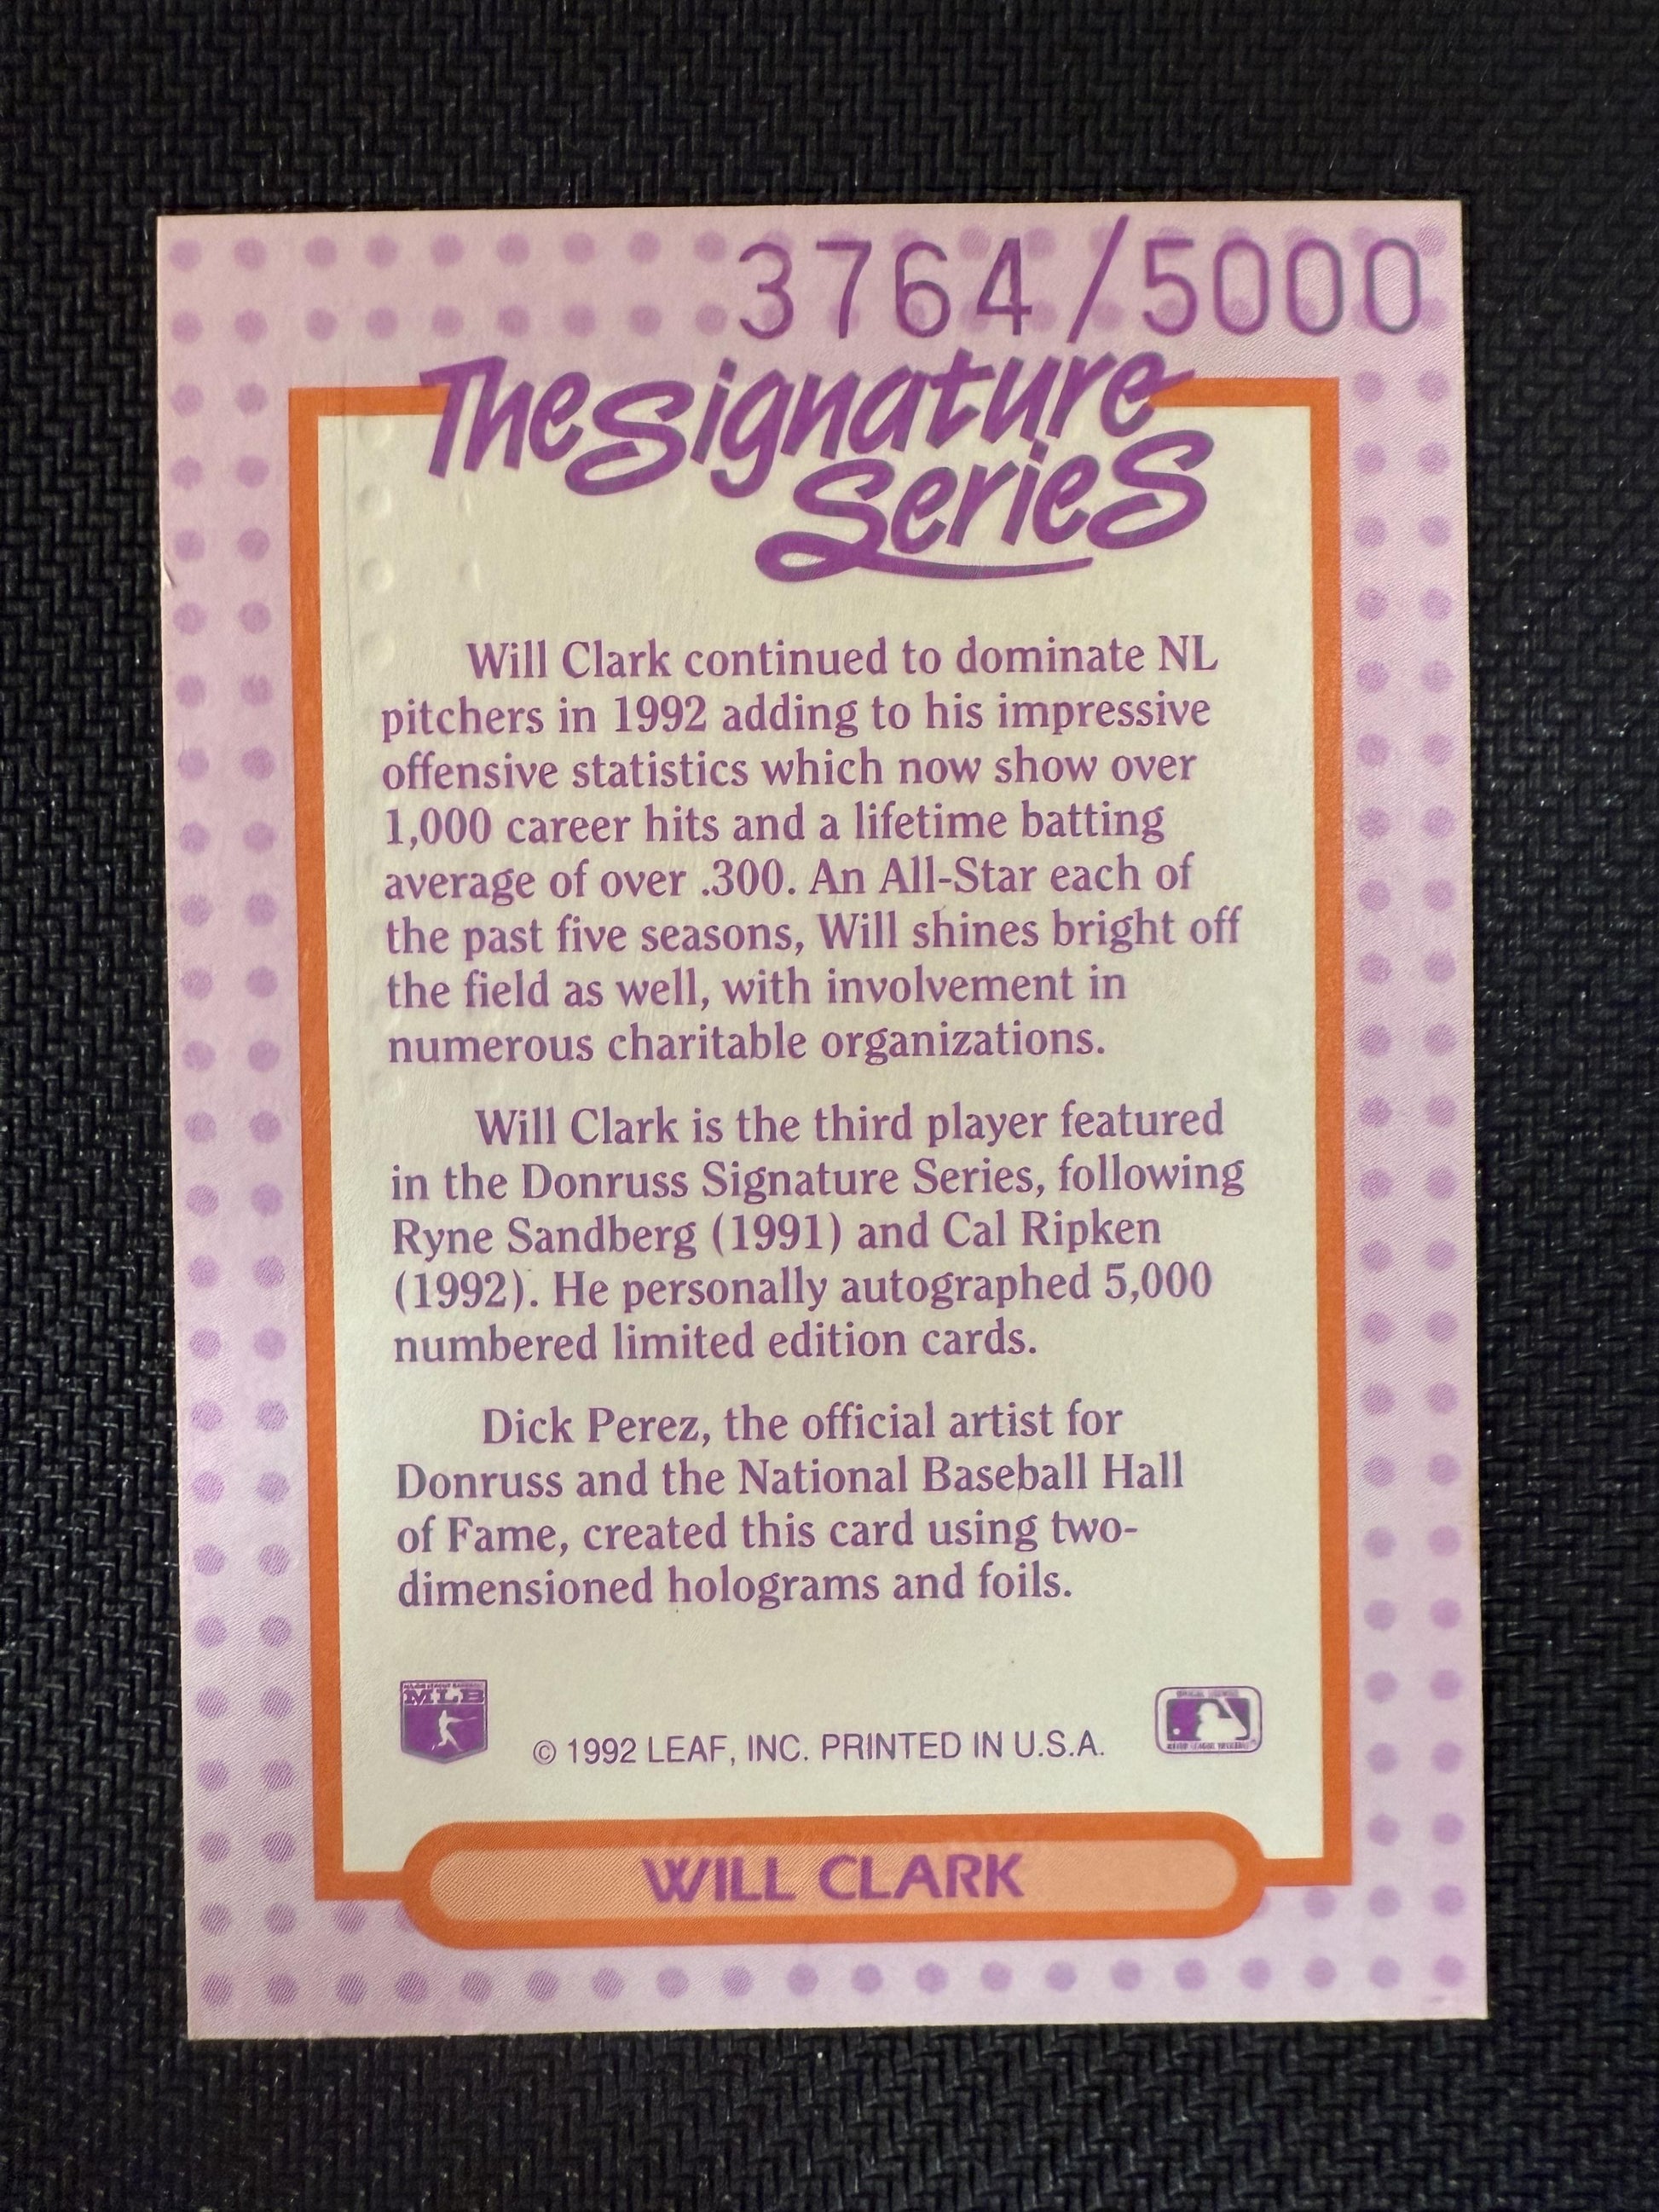 3764/5000
The Signature
Series
Will Clark continued to dominate NL
pitchers in 1992 adding to his impressive
offensive statistics which now show over
1,000 career hits and a lifetime batting
average of over .300. An All-Star each of
the past five seasons, Will shines bright off
the field as well, with involvement in
numerous charitable organizations.
Will Clark is the third player featured
in the Donruss Signature Series, following
Ryne Sandberg (1991) and Cal Ripken
(1992). He personally autographed 5,000
numbered limited edition cards.
Dick Perez, the official artist for
Donruss and the National Baseball Hall
of Fame, created this card using two-
dimensioned holograms and foils.
MLB
© 1992 LEAF, INC. PRINTED IN U.S.A.
WILL CLARK